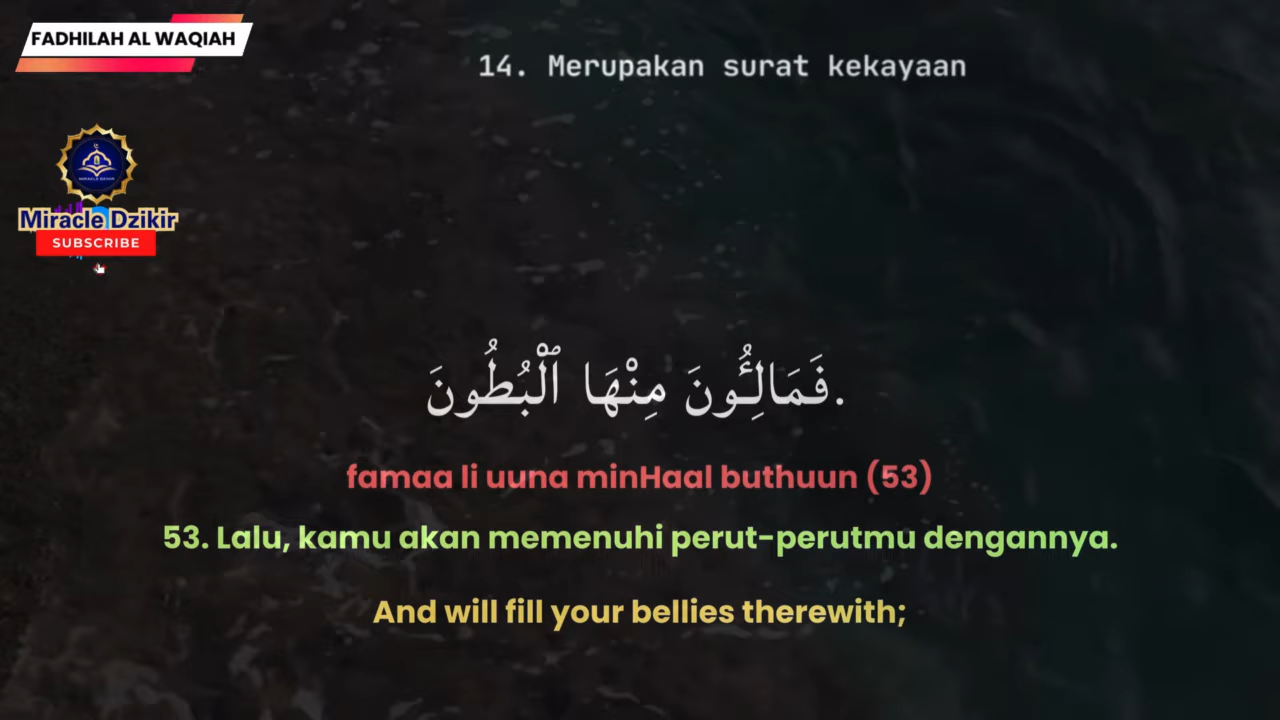 FADHILAH AL WAQIAH
14. Merupakan surat kekayaan
Miracle Dzikir
SUBSCRIBE
فَمَالِـُٔونَ مِنْهَا ٱلْبُطُونَ.
famaa li uuna minHaal buthuun (53)
53. Lalu, kamu akan memenuhi perut-perutmu dengannya.
And will fill your bellies therewith;